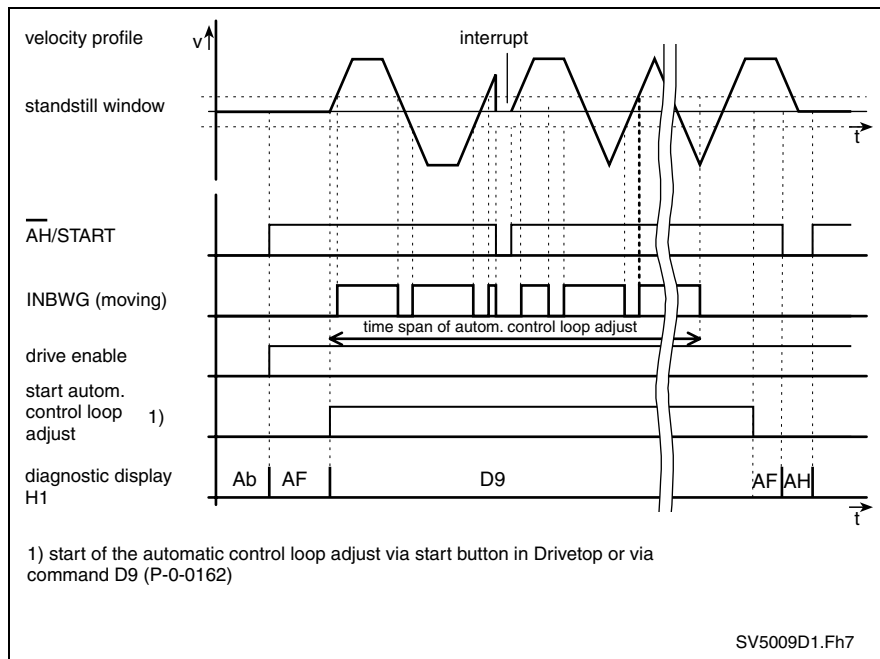 velocity profile
v
interrupt
standstill window
t
AH/START
INBWG (moving)
time span of autom. control loop adjust
drive enable
start autom.
control loop 1)
adjust
diagnostic display
H1
Ab
AF
D9
AF
AH
t
1) start of the automatic control loop adjust via start button in Drivetop or via
command D9 (P-0-0162)
SV5009D1.Fh7